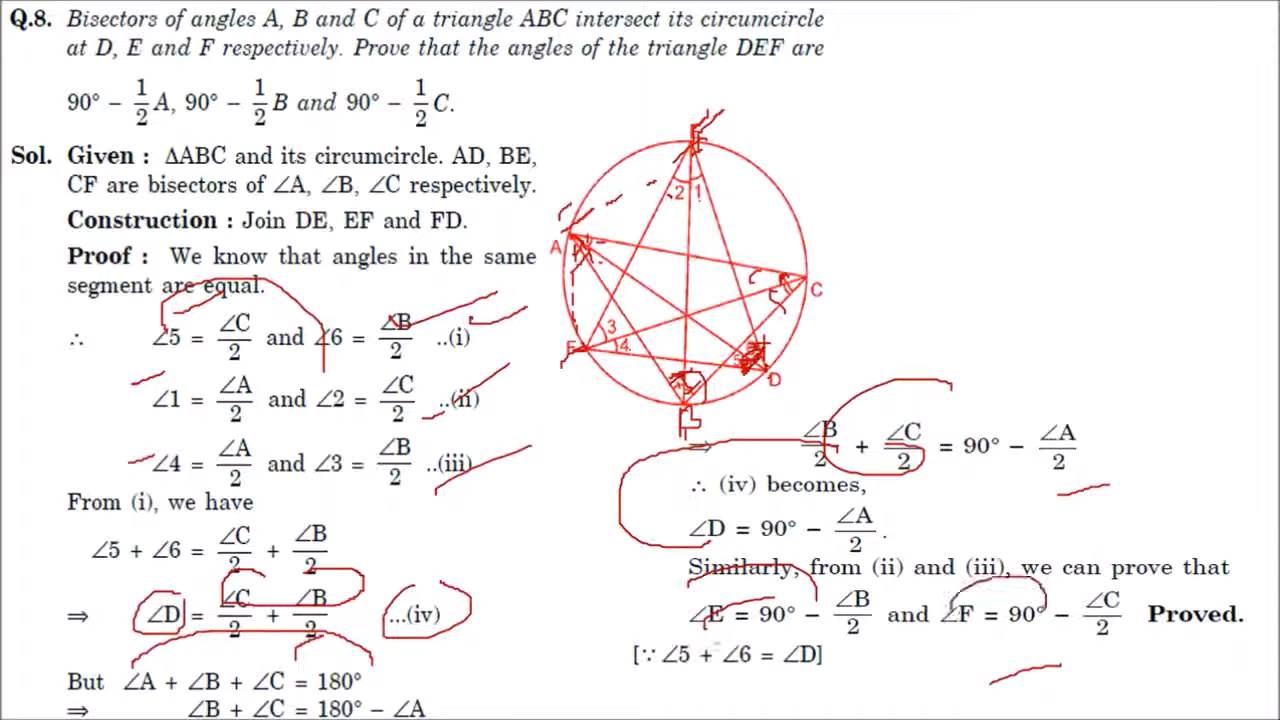 Q.8. Bisectors of angles A, B and C of a triangle ABC intersect its circumcircle
at D, E and F respectively. Prove that the angles of the triangle DEF are
90° − 1/2 A, 90° − 1/2 B and 90° − 1/2 C.
Sol. Given : ΔABC and its circumcircle. AD, BE,
CF are bisectors of ∠A, ∠B, ∠C respectively.
Construction : Join DE, EF and FD.
Proof : We know that angles in the same
segment are equal.
∴ ∠5 = ∠C/2 and ∠6 = ∠B/2 ..(i)
∠1 = ∠A/2 and ∠2 = ∠C/2 ..(ii)
∠4 = ∠A/2 and ∠3 = ∠B/2 ..(iii)
From (i), we have
∠5 + ∠6 = ∠C/2 + ∠B/2
⇒ ∠D = ∠C/2 + ∠B/2 ...(iv)
But ∠A + ∠B + ∠C = 180°
⇒ ∠B + ∠C = 180° − ∠A
2 1
A
C
3
4
D
⇒ ∠B/2 + ∠C/2 = 90° − ∠A/2
∴ (iv) becomes,
∠D = 90° − ∠A/2 .
Similarly, from (ii) and (iii), we can prove that
∠E = 90° − ∠B/2 and ∠F = 90° − ∠C/2 Proved.
[∵ ∠5 + ∠6 = ∠D]